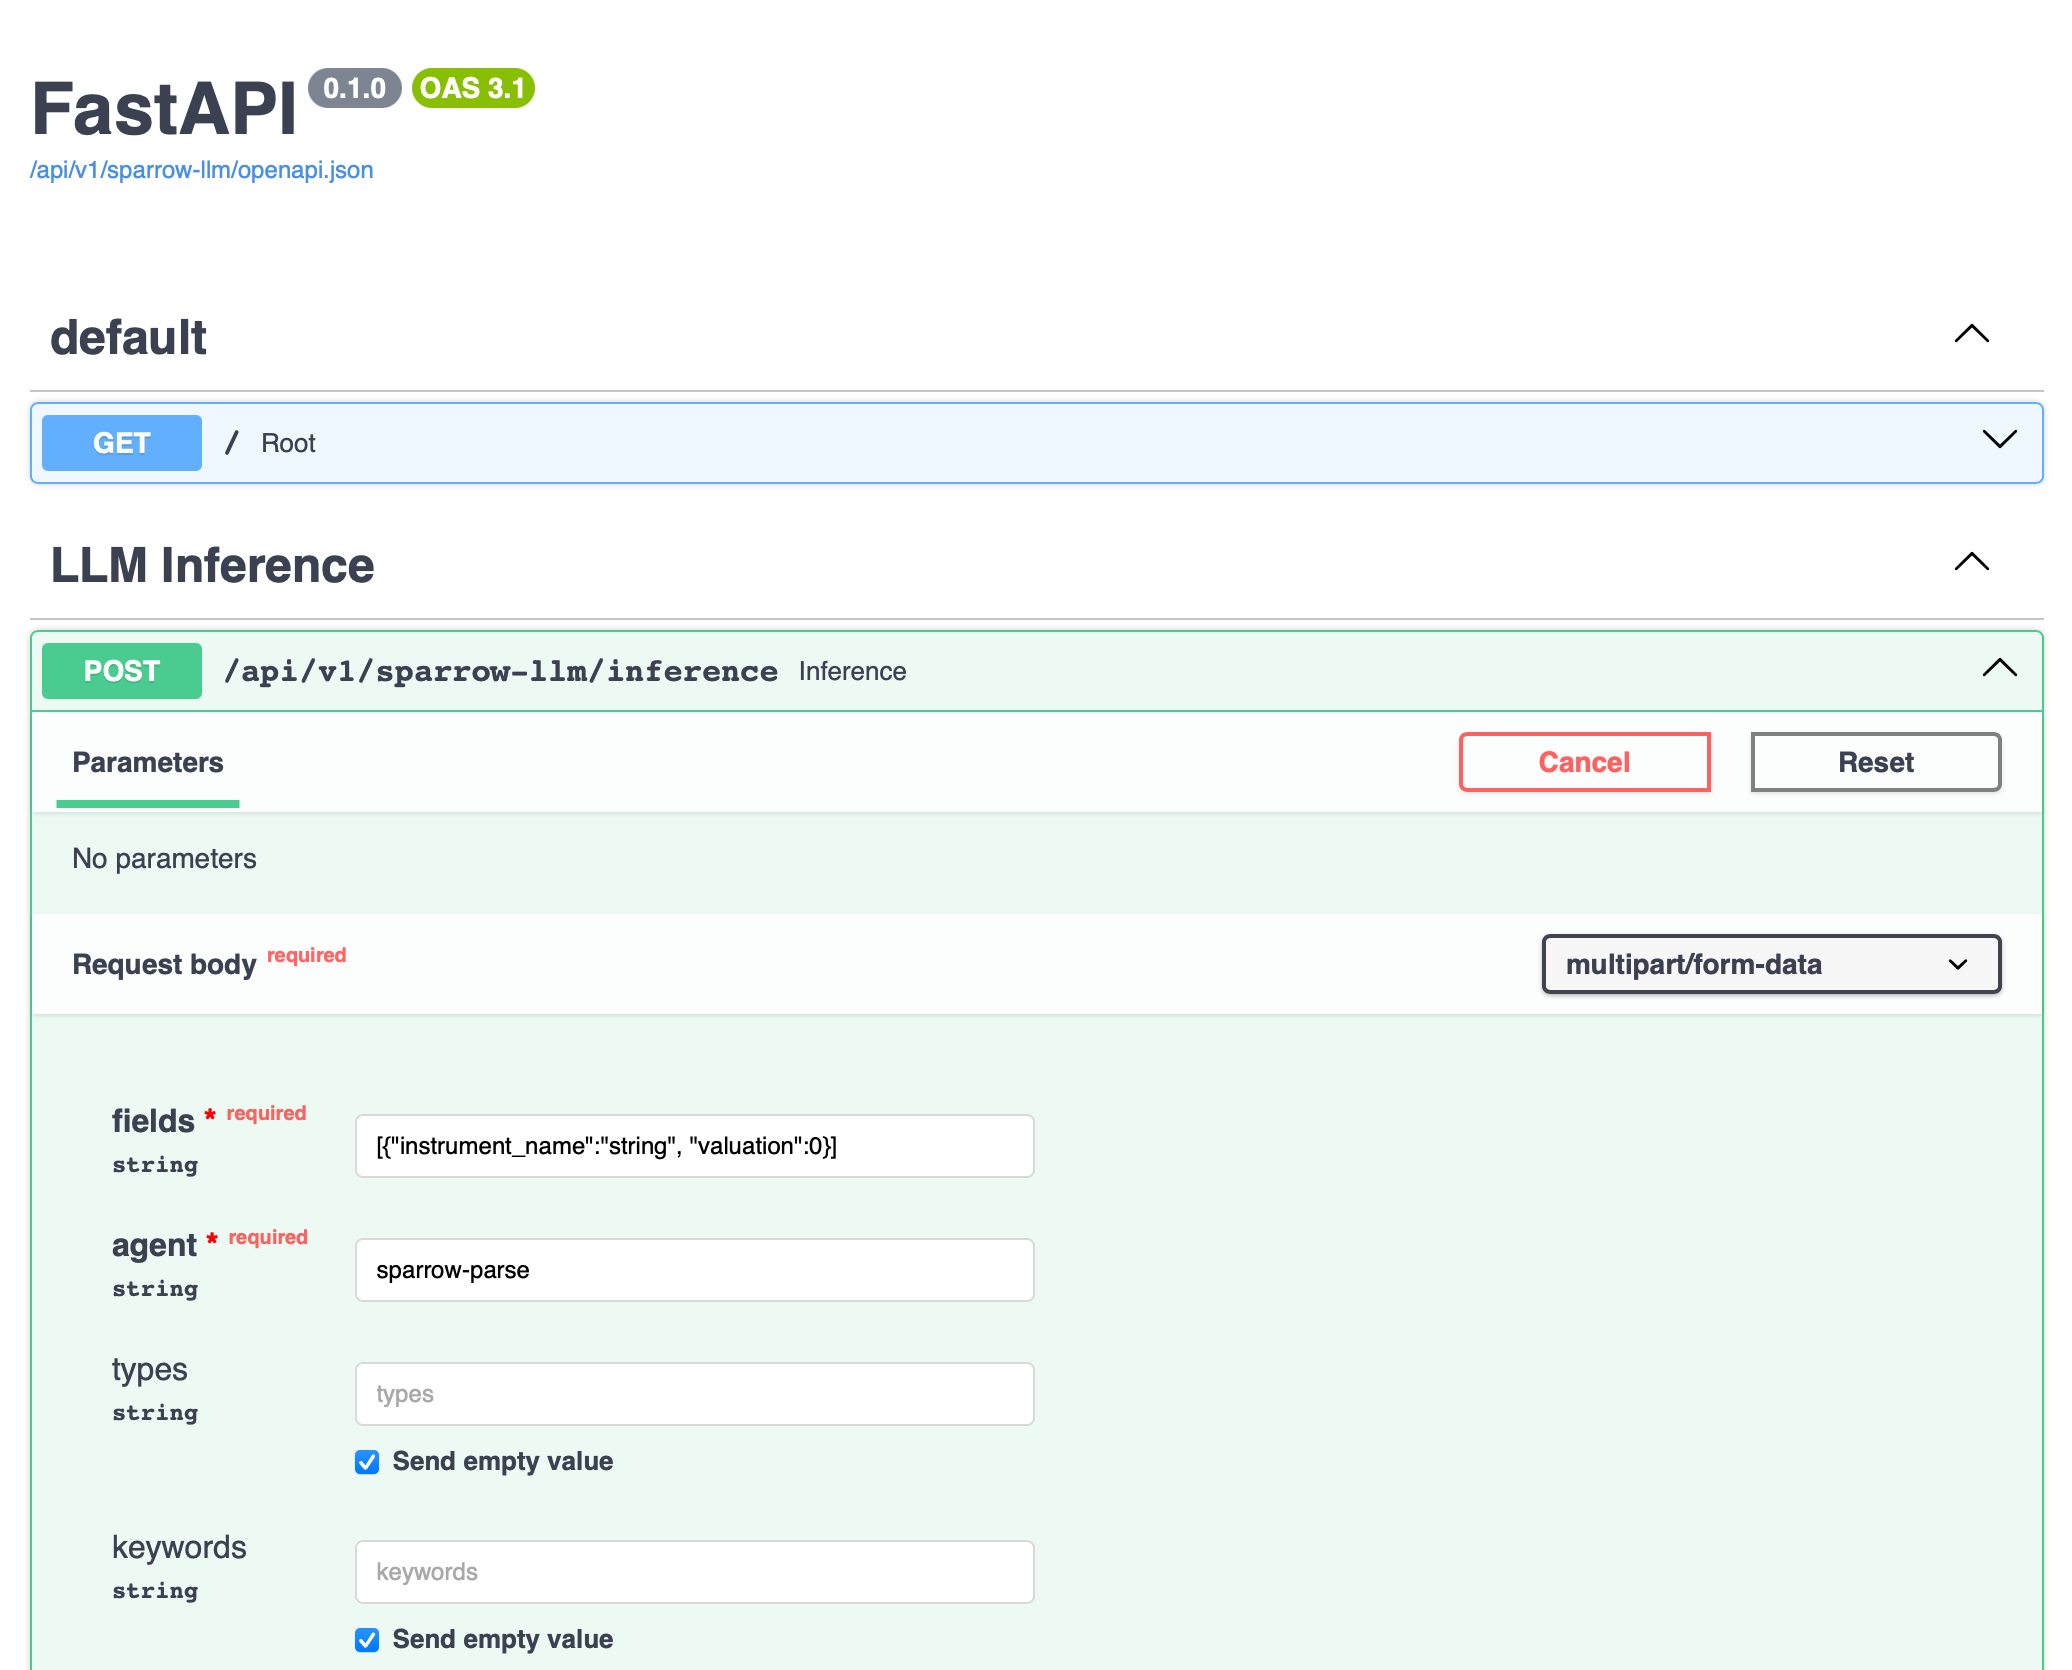 FastAPI 0.1.0 OAS 3.1
/api/v1/sparrow-llm/openapi.json
default
GET / Root
LLM Inference
POST /api/v1/sparrow-llm/inference Inference
Parameters Cancel Reset
No parameters
Request body required multipart/form-data
fields * required
string
[{"instrument_name":"string", "valuation":0}]
agent * required
string
sparrow-parse
types
string
types
Send empty value
keywords
string
keywords
Send empty value